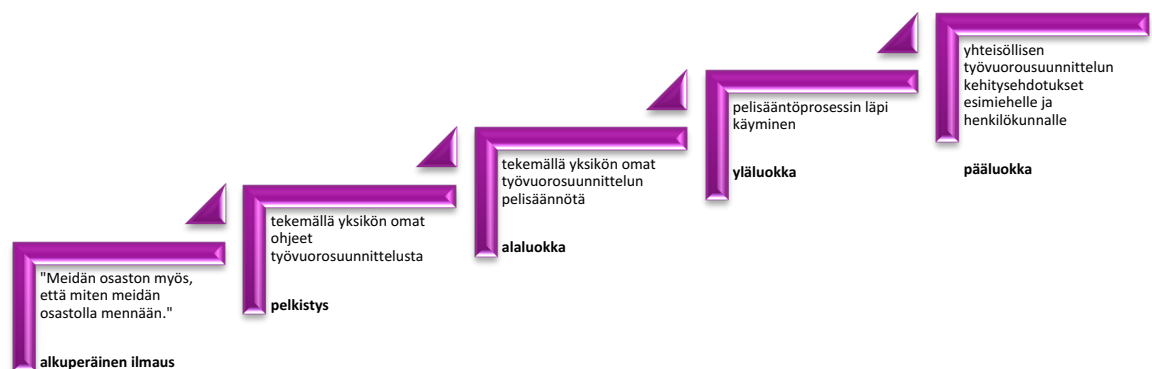 "Meidän osaston myös,
että miten meidän
osastolla mennään."
alkuperäinen ilmaus
tekemällä yksikön omat
ohjeet
työvuorosuunnittelusta
pelkistys
tekemällä yksikön omat
työvuorosuunnittelun
pelisäännötä
alaluokka
pelisääntöprosessin läpi
käyminen
yläluokka
yhteisöllisen
työvuorousuunnittelun
kehitysehdotukset
esimiehelle ja
henkilökunnalle
pääluokka